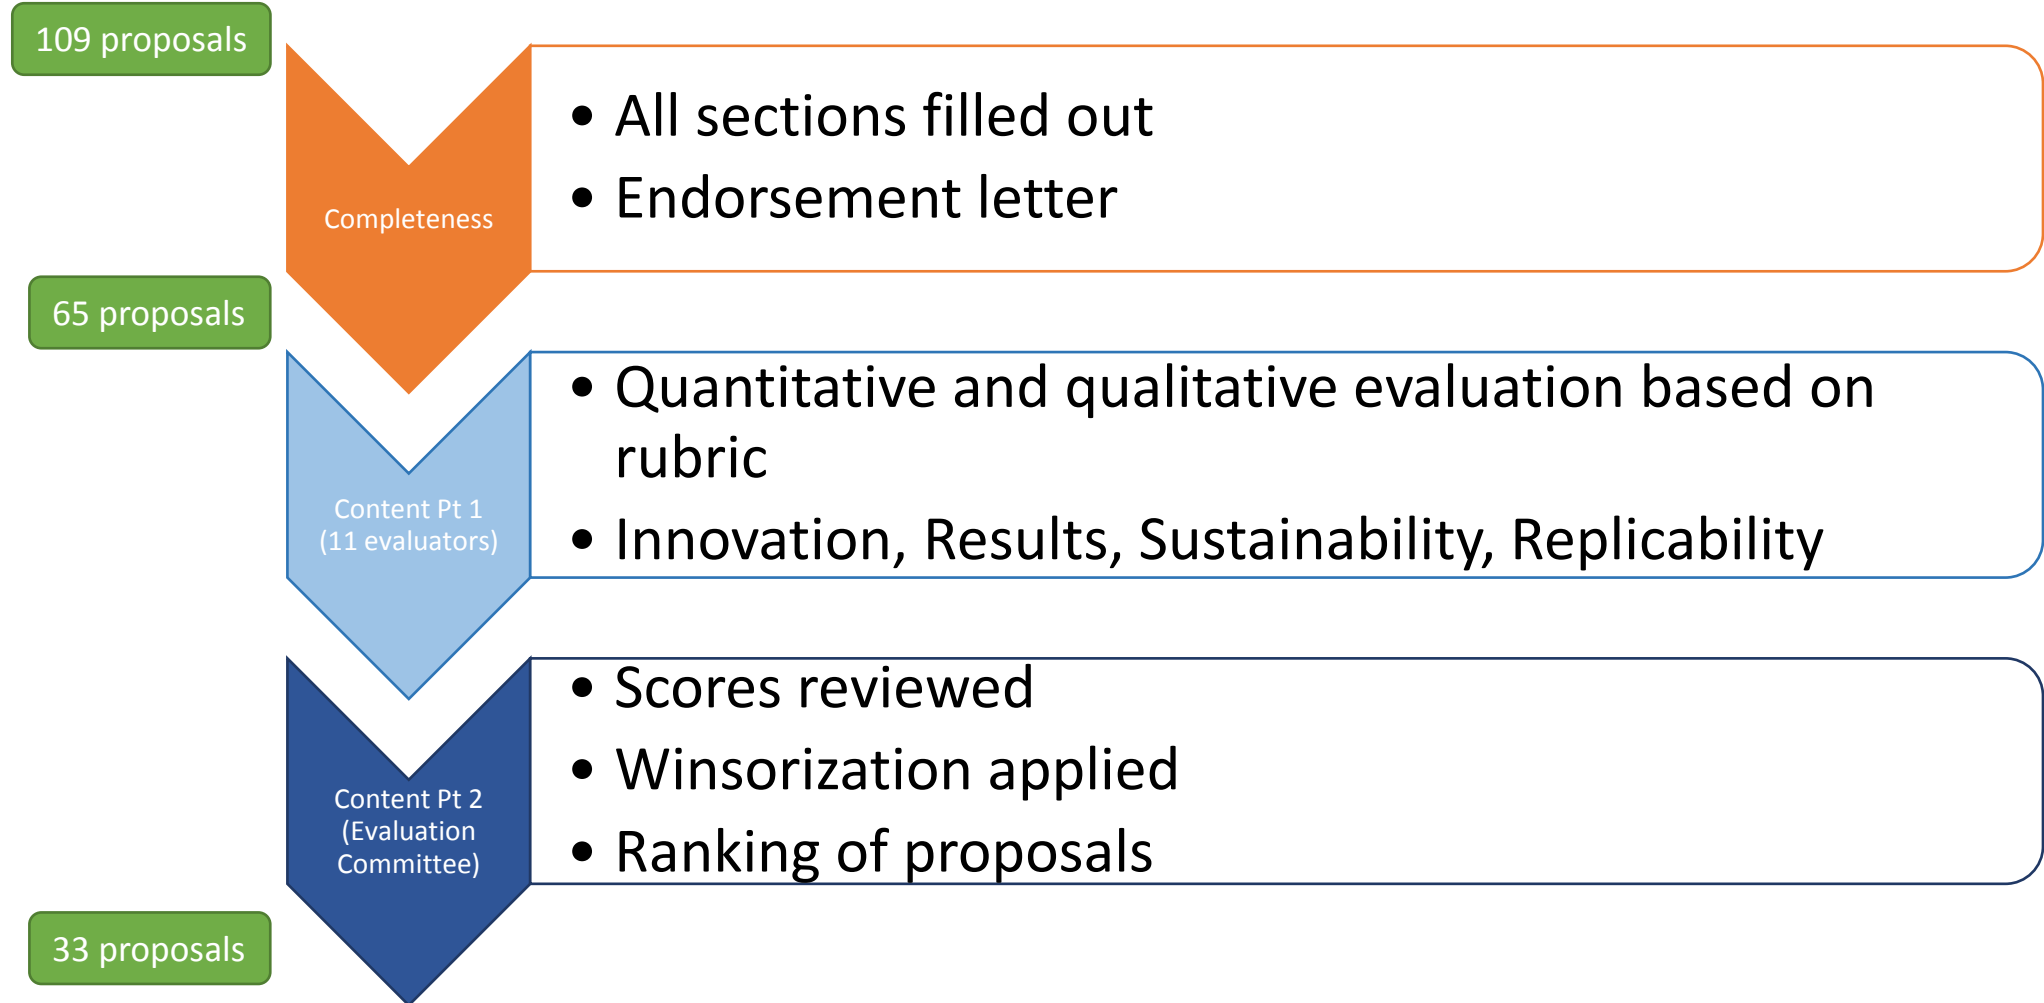 109 proposals
• All sections filled out
• Endorsement letter
Completeness
65 proposals
• Quantitative and qualitative evaluation based on
rubric
• Innovation, Results, Sustainability, Replicability
Content Pt 1
(11 evaluators)
• Scores reviewed
• Winsorization applied
• Ranking of proposals
Content Pt 2
(Evaluation
Committee)
33 proposals